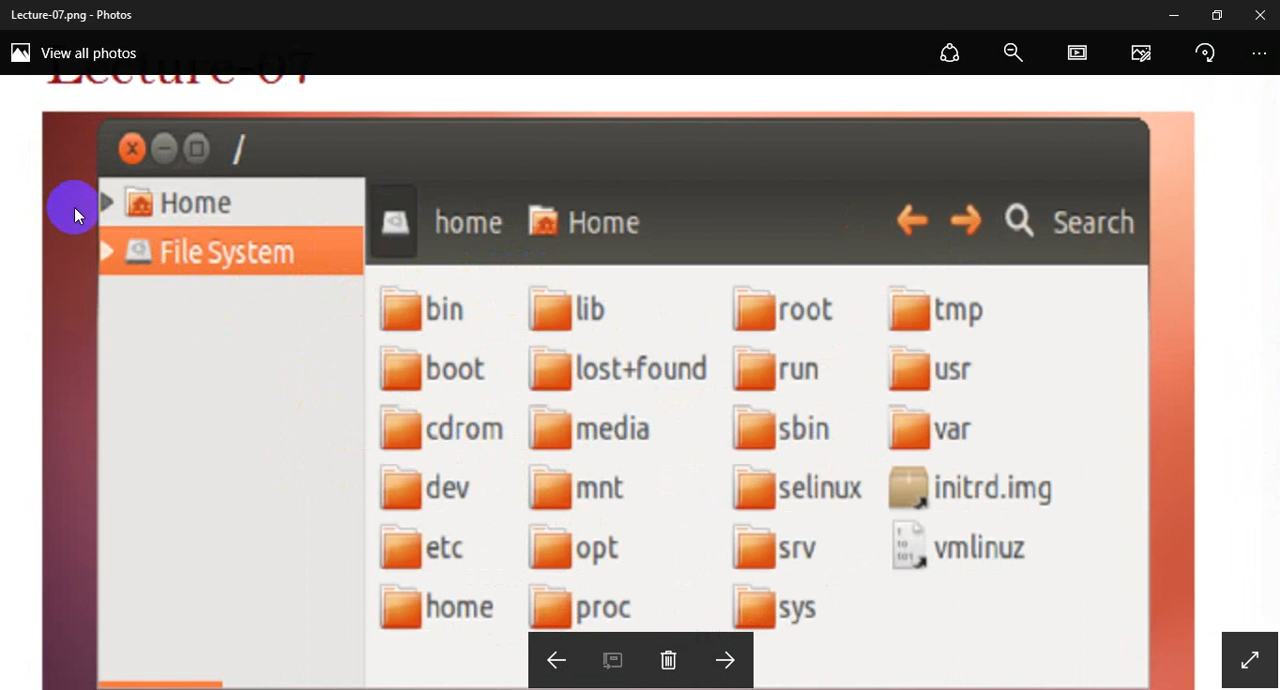 Lecture-07.png - Photos
View all photos
Lecture-07
/
Home
File System
home Home Search
bin lib root tmp
boot lost+found run usr
cdrom media sbin var
dev mnt selinux initrd.img
etc opt srv vmlinuz
home proc sys